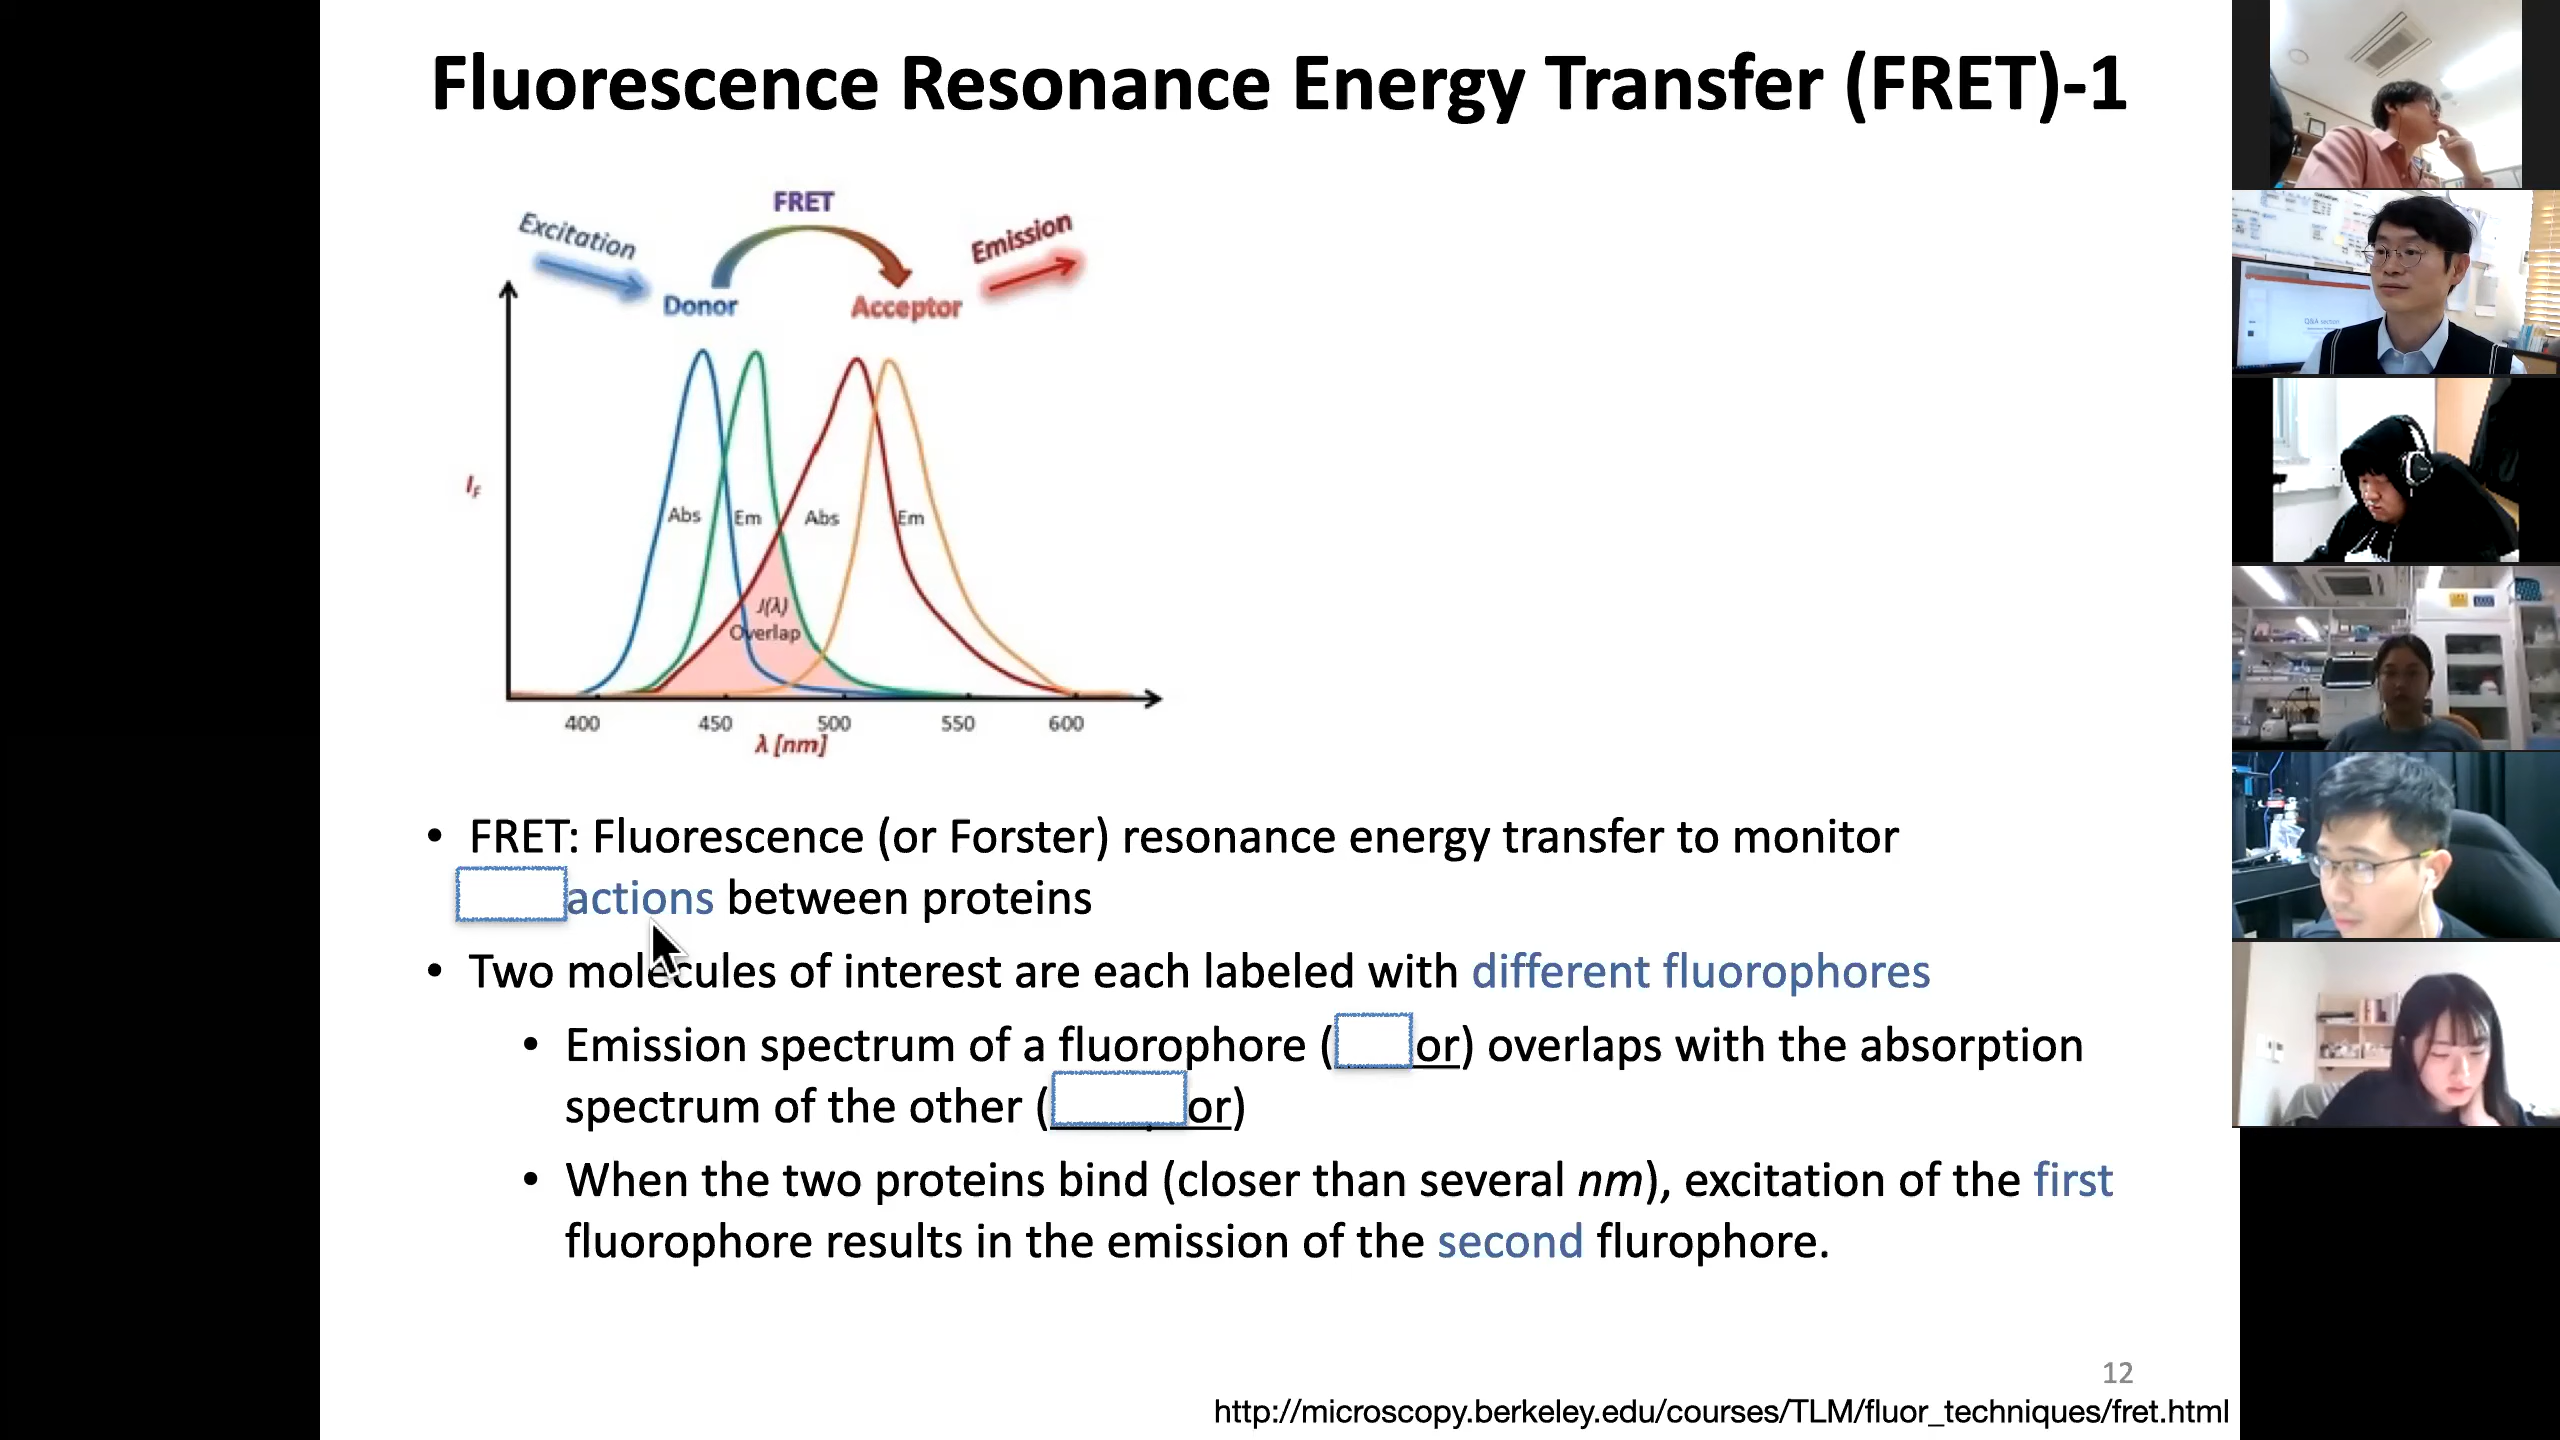 Fluorescence Resonance Energy Transfer (FRET)-1
FRET
Excitation
Emission
Donor
Acceptor
I_F
Abs
Em
Abs
Em
J(λ)
Overlap
400
450
500
550
600
λ [nm]
• FRET: Fluorescence (or Forster) resonance energy transfer to monitor
actions between proteins
• Two molecules of interest are each labeled with different fluorophores
• Emission spectrum of a fluorophore ( or) overlaps with the absorption
spectrum of the other ( or)
• When the two proteins bind (closer than several nm), excitation of the first
fluorophore results in the emission of the second flurophore.
12
http://microscopy.berkeley.edu/courses/TLM/fluor_techniques/fret.html
Q&A section